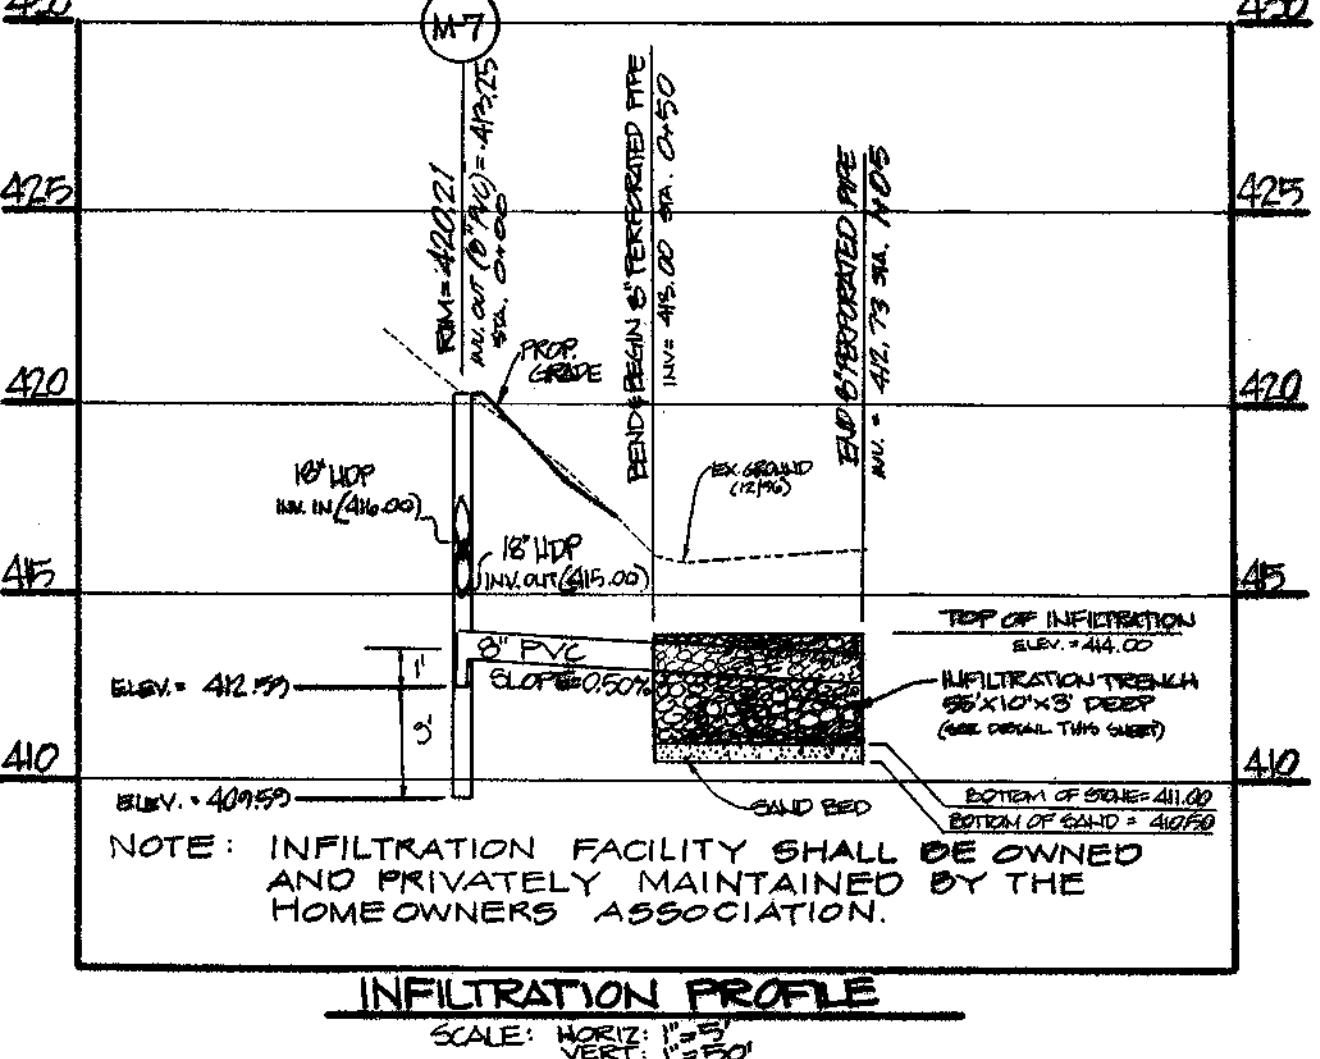 430
430
M-7
425
425
RIM = 420.21
INV. OUT (8" PVC) = 413.25
STA. 0+00
BEND & BEGIN 8" PERFORATED PIPE
INV = 413.00 STA. 0+50
END 8" PERFORATED PIPE
INV. = 412.73 STA. 1+05
PROP.
GRADE
420
420
18" HDP
INV. IN (416.00)
EX. GROUND
(12/96)
18" HDP
INV. OUT (415.00)
415
415
TOP OF INFILTRATION
ELEV. = 414.00
8" PVC
SLOPE=0.50%
1'
ELEV. = 412.59
3'
INFILTRATION TRENCH
55'X10'X3' DEEP
(SEE DETAIL THIS SHEET)
410
410
ELEV. = 409.59
SAND BED
BOTTOM OF STONE = 411.00
BOTTOM OF SAND = 410.50
NOTE: INFILTRATION FACILITY SHALL BE OWNED
AND PRIVATELY MAINTAINED BY THE
HOMEOWNERS ASSOCIATION.
INFILTRATION PROFILE
SCALE: HORIZ: 1"=5'
VERT: 1"=50'